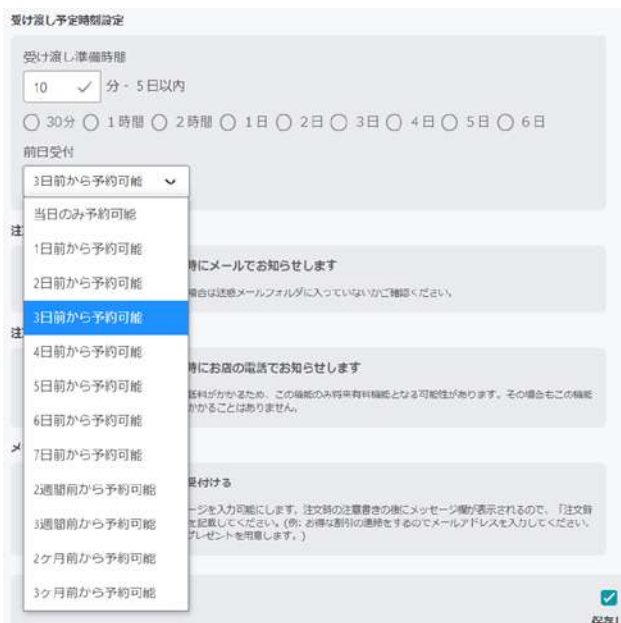 受け渡し予定時刻設定
受け渡し準備時間
10 分 - 5日以内
30分 1時間 2時間 1日 2日 3日 4日 5日 6日
前日受付
3日前から予約可能
当日のみ予約可能
注
1日前から予約可能
時にメールでお知らせします
2日前から予約可能
場合は迷惑メールフォルダに入っていないかご確認ください。
3日前から予約可能
注
4日前から予約可能
時にお店の電話でお知らせします
5日前から予約可能
話料がかかるため、この機能のみ将来有料機能となる可能性があります。その場合もこの機能
かかることはありません。
6日前から予約可能
メ
7日前から予約可能
受付ける
2週間前から予約可能
ージを入力可能にします。注文時の注意書きの後にメッセージ欄が表示されるので、「注文時
3週間前から予約可能
を記載してください。(例: お得な割引の連絡をするのでメールアドレスを入力してください、
プレゼントを用意します。)
2ケ月前から予約可能
3ケ月前から予約可能